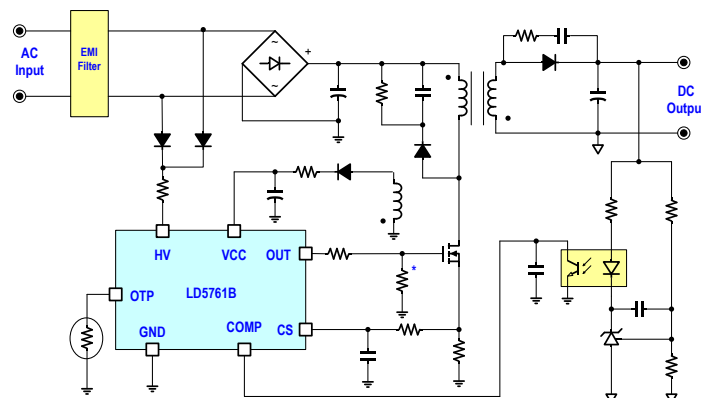 AC
Input
EMI
Filter
~
+
~
DC
Outpu
HV
VCC
OUT
*
OTP
LD5761B
GND
COMP
CS